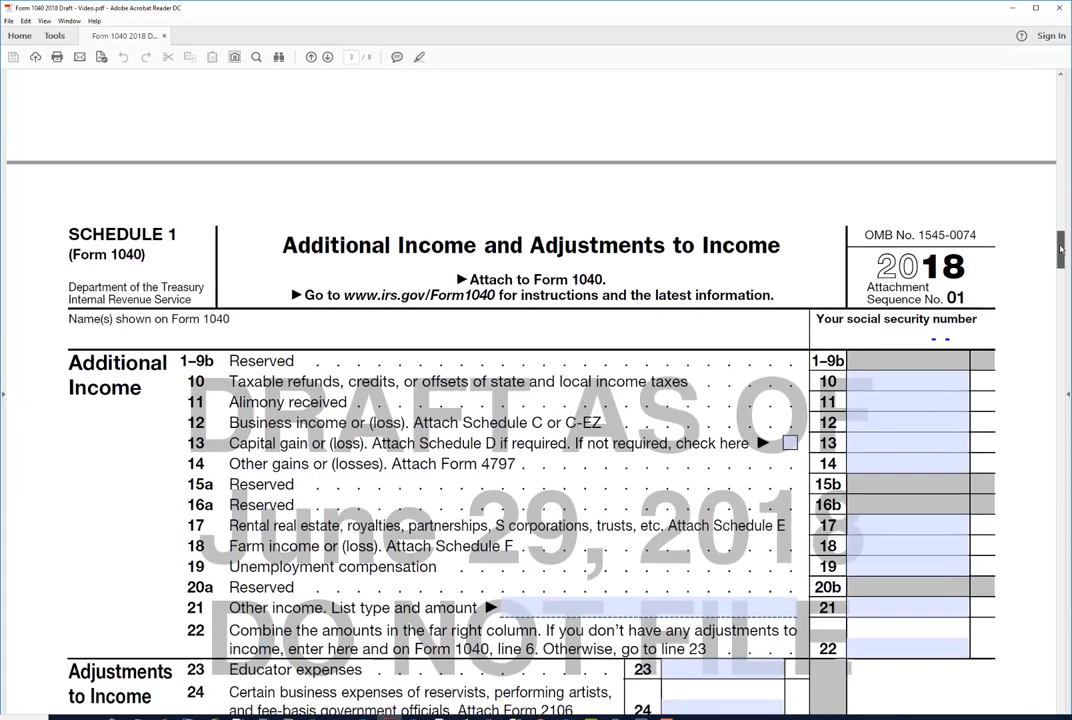 Form 1040 2018 Draft - Video.pdf - Adobe Acrobat Reader DC
File Edit View Window Help
Home Tools Form 1040 2018 D... × Sign In
3 / 8
SCHEDULE 1
(Form 1040)
Department of the Treasury
Internal Revenue Service
Additional Income and Adjustments to Income
▶ Attach to Form 1040.
▶ Go to www.irs.gov/Form1040 for instructions and the latest information.
OMB No. 1545-0074
2018
Attachment
Sequence No. 01
Name(s) shown on Form 1040
Your social security number
- -
Additional
Income
1–9b Reserved . . . . . . . . . . . . . . . . . . . . . 1–9b
10 Taxable refunds, credits, or offsets of state and local income taxes . . . . 10
11 Alimony received . . . . . . . . . . . . . . . . . . . 11
12 Business income or (loss). Attach Schedule C or C-EZ . . . . . . . . 12
13 Capital gain or (loss). Attach Schedule D if required. If not required, check here ▶ 13
14 Other gains or (losses). Attach Form 4797 . . . . . . . . . . . . 14
15a Reserved . . . . . . . . . . . . . . . . . . . . . 15b
16a Reserved . . . . . . . . . . . . . . . . . . . . . 16b
17 Rental real estate, royalties, partnerships, S corporations, trusts, etc. Attach Schedule E 17
18 Farm income or (loss). Attach Schedule F . . . . . . . . . . . . 18
19 Unemployment compensation . . . . . . . . . . . . . . . 19
20a Reserved . . . . . . . . . . . . . . . . . . . . . 20b
21 Other income. List type and amount ▶ 21
22 Combine the amounts in the far right column. If you don't have any adjustments to
income, enter here and on Form 1040, line 6. Otherwise, go to line 23 . . . . 22
Adjustments
to Income
23 Educator expenses . . . . . . . . . . . 23
24 Certain business expenses of reservists, performing artists,
and fee-basis government officials. Attach Form 2106 24
DRAFT AS OF
June 29, 2018
DO NOT FILE